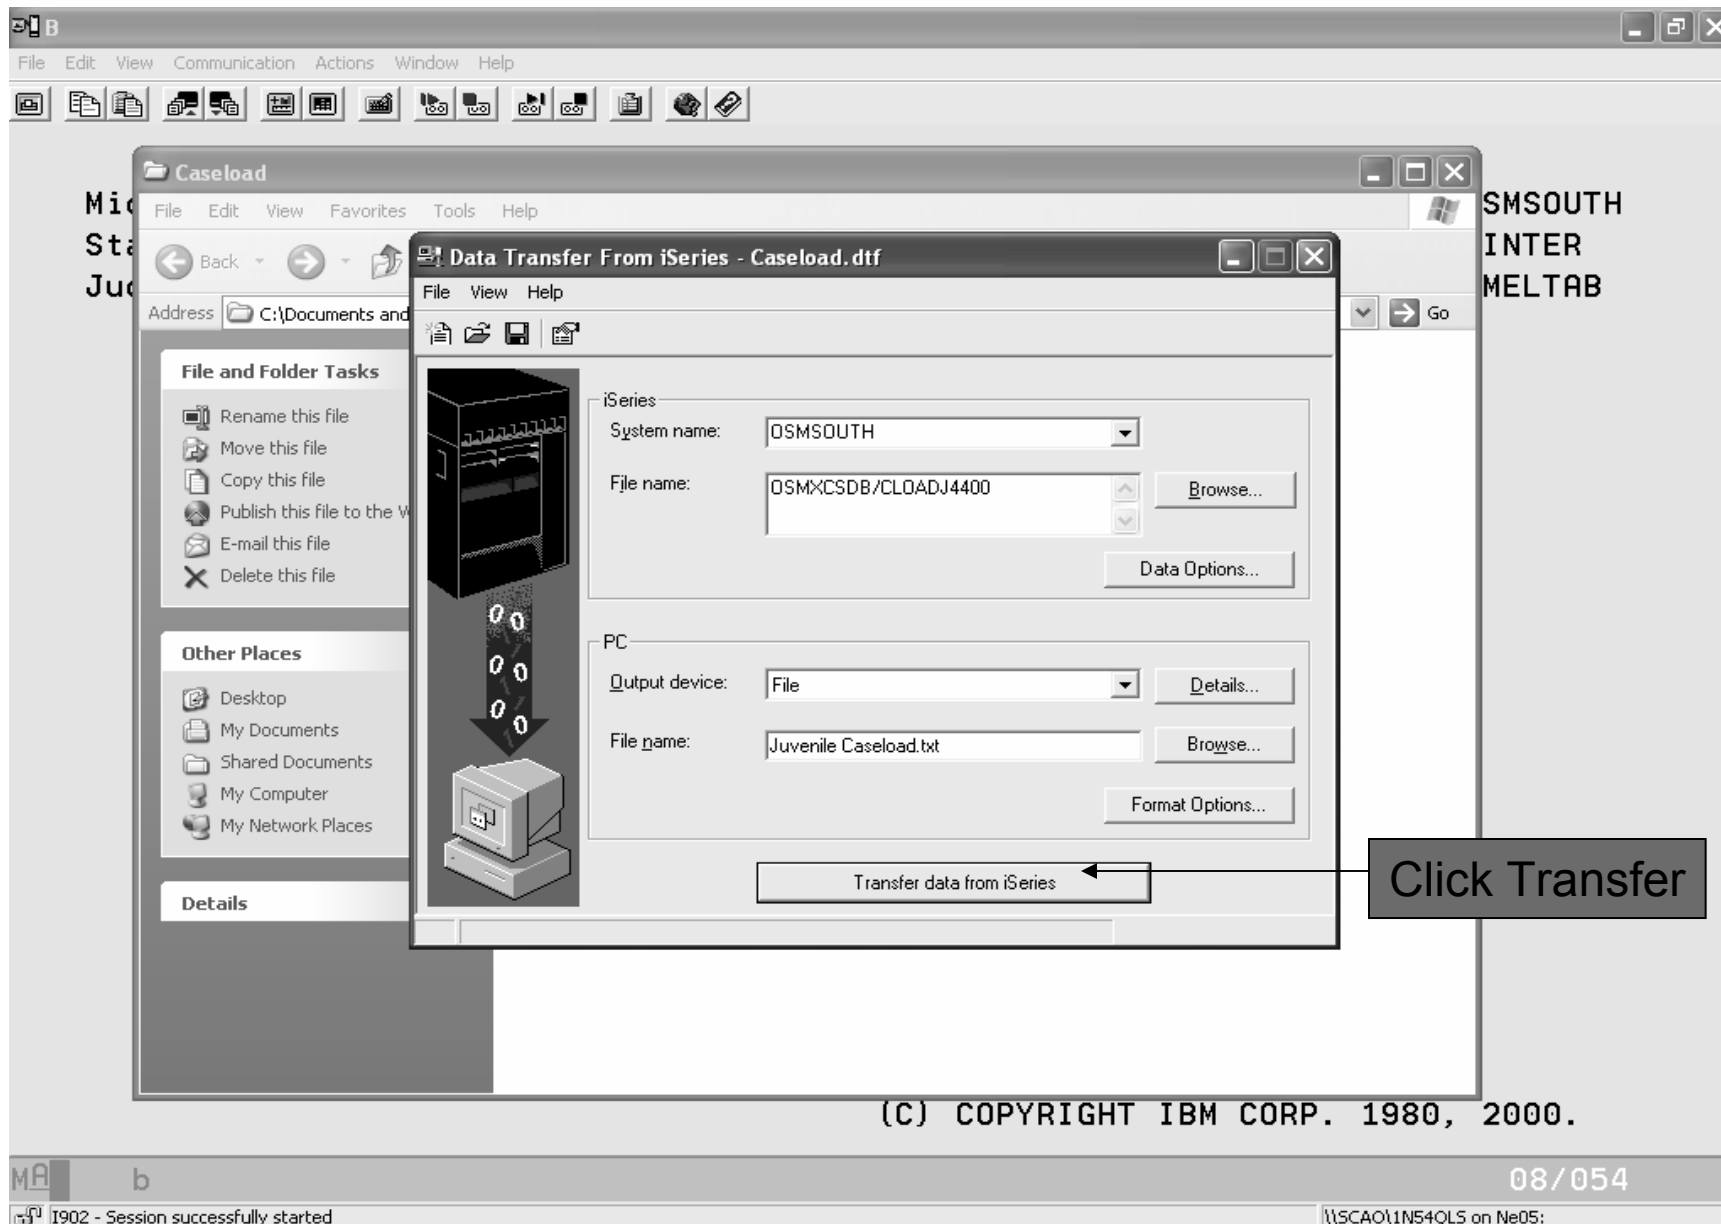 B
File Edit View Communication Actions Window Help
Caseload
File Edit View Favorites Tools Help
SMSOUTH
INTER
MELTAB
Back
Address C:\Documents and
Go
File and Folder Tasks
Rename this file
Move this file
Copy this file
Publish this file to the
E-mail this file
Delete this file
Other Places
Desktop
My Documents
Shared Documents
My Computer
My Network Places
Details
Data Transfer From iSeries - Caseload.dtf
File View Help
iSeries
System name: OSMSOUTH
File name: OSMXCSDB/CLOADJ4400 Browse...
Data Options...
PC
Output device: File Details...
File name: Juvenile Caseload.txt Browse...
Format Options...
Transfer data from iSeries
Click Transfer
(C) COPYRIGHT IBM CORP. 1980, 2000.
MA b 08/054
I902 - Session successfully started \\SCAO\1N54OLS on Ne05: